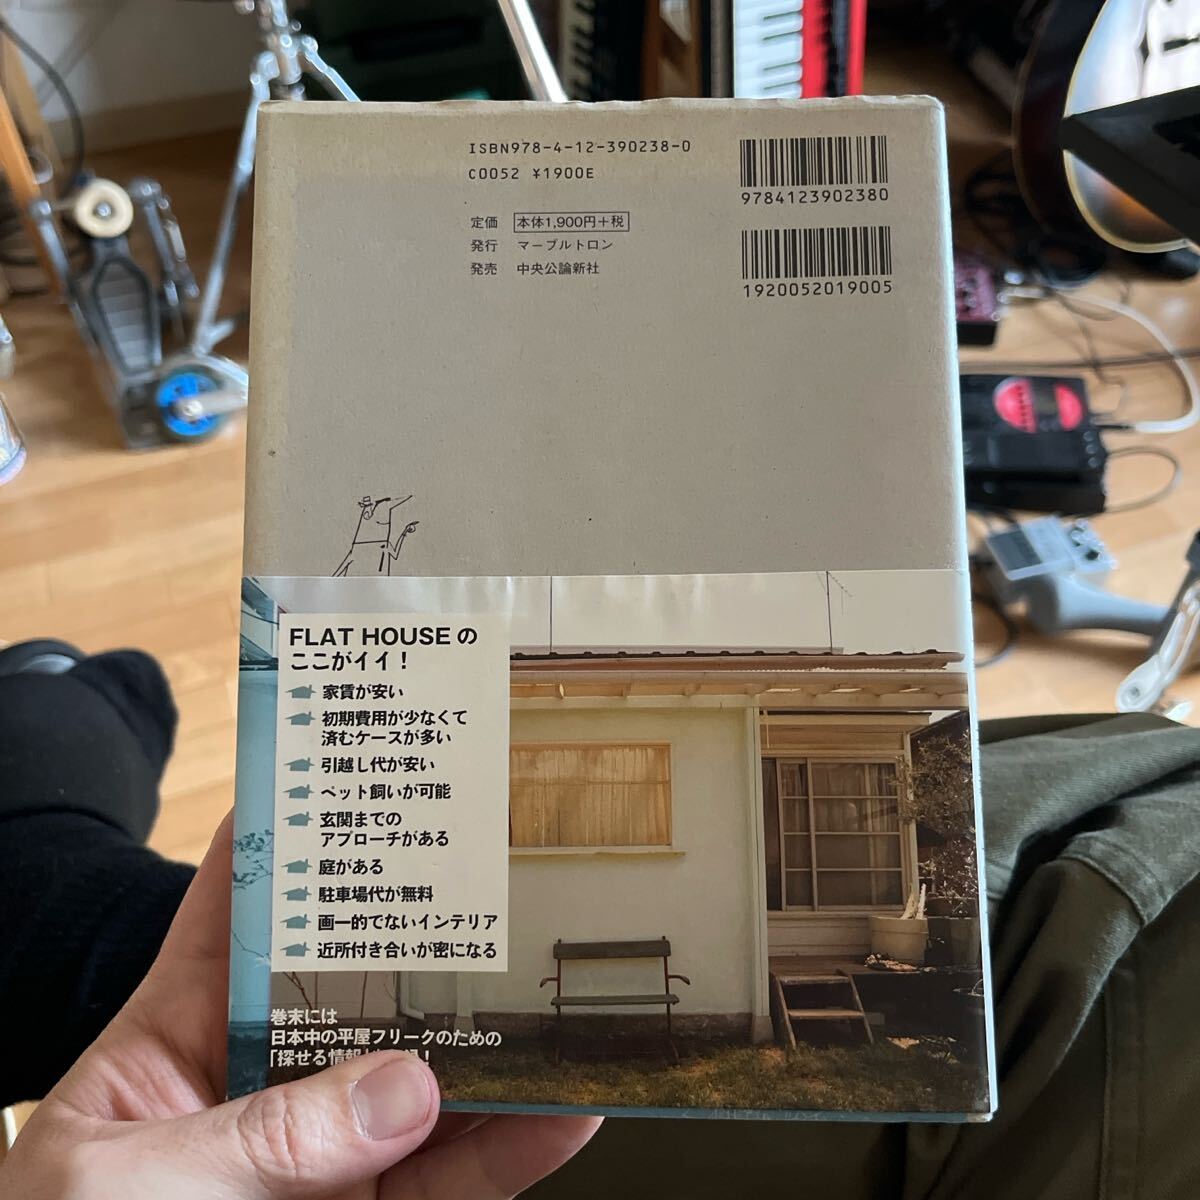 ISBN978-4-12-390238-0
C0052 ¥1900E
定価 本体1,900円+税
発行 マーブルトロン
発売 中央公論新社
9784123902380
1920052019005
FLAT HOUSEの
ここがイイ！
家賃が安い
初期費用が少なくて
済むケースが多い
引越し代が安い
ペット飼いが可能
玄関までの
アプローチがある
庭がある
駐車場代が無料
画一的でないインテリア
近所付き合いが密になる
巻末には
日本中の平屋フリークのための
「探せる情報